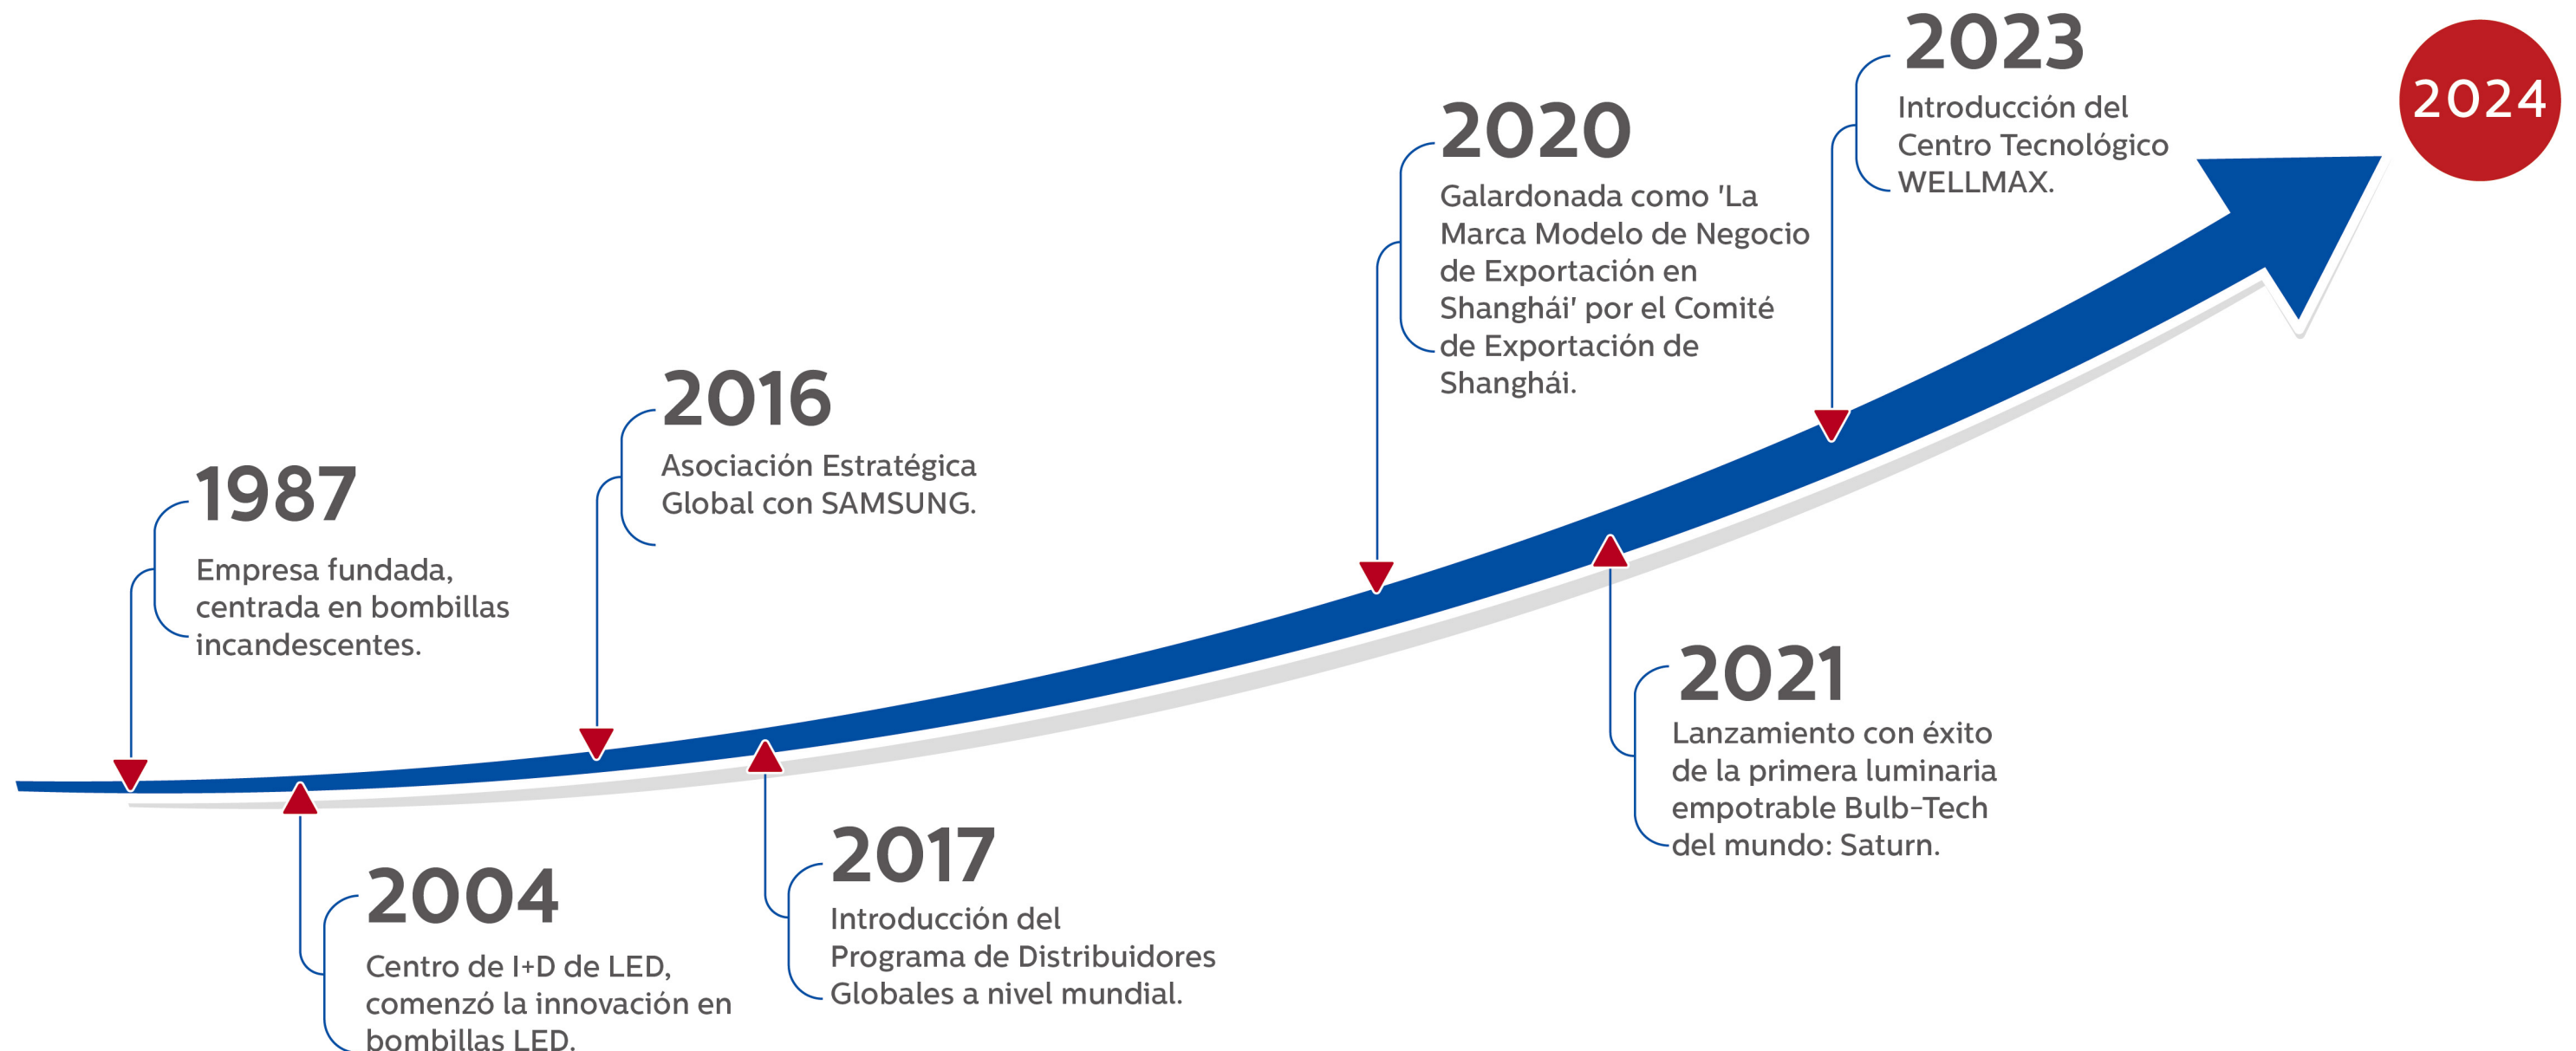 1987
Empresa fundada,
centrada en bombillas
incandescentes.
2004
Centro de I+D de LED,
comenzó la innovación en
bombillas LED.
2016
Asociación Estratégica
Global con SAMSUNG.
2017
Introducción del
Programa de Distribuidores
Globales a nivel mundial.
2020
Galardonada como 'La
Marca Modelo de Negocio
de Exportación en
Shanghái' por el Comité
de Exportación de
Shanghái.
2021
Lanzamiento con éxito
de la primera luminaria
empotrable Bulb-Tech
del mundo: Saturn.
2023
Introducción del
Centro Tecnológico
WELLMAX.
2024